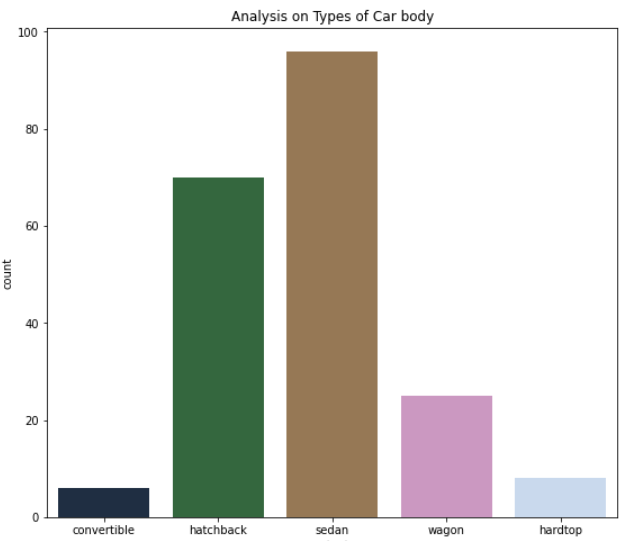 Analysis on Types of Car body
100
80
60
40
20
0
count
convertible hatchback sedan wagon hardtop